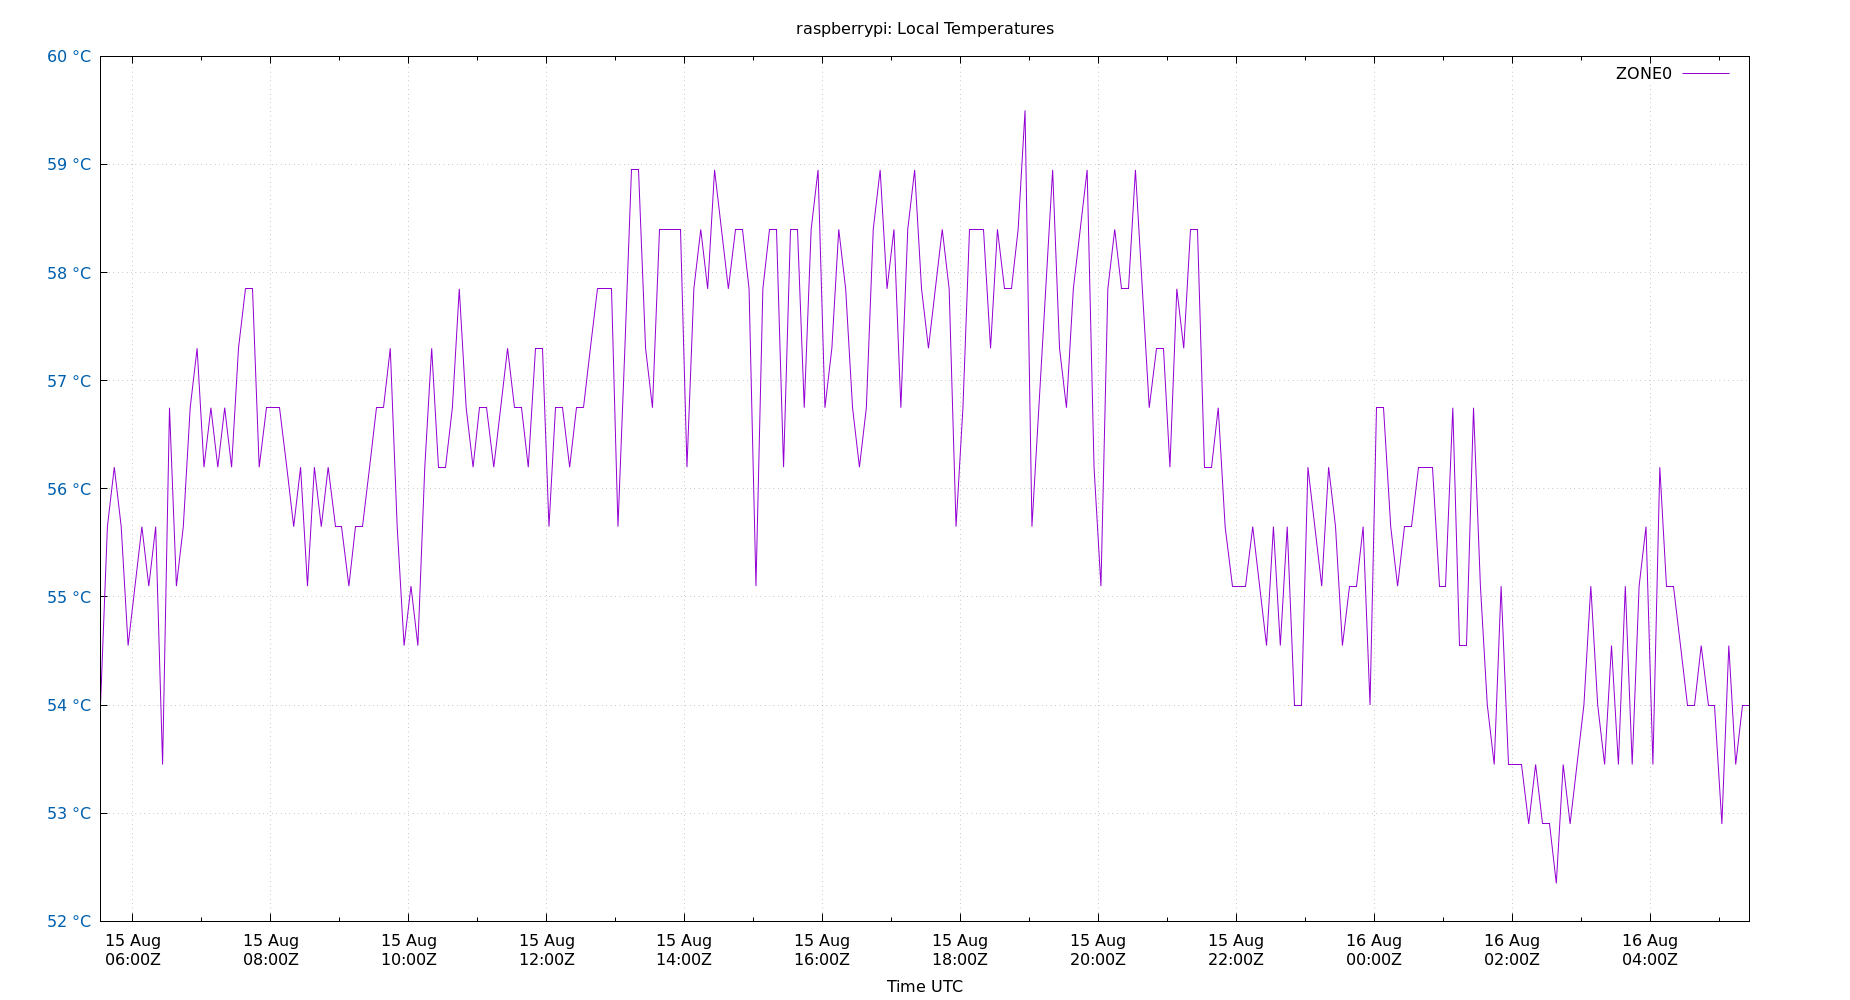 raspberrypi: Local Temperatures
60 °C
ZONE0
59 °C
58 °C
57 °C
56 °C
55 °C
54 °C
53 °C
52 °C
15 Aug 15 Aug 15 Aug 15 Aug 15 Aug 15 Aug 15 Aug 15 Aug 15 Aug 16 Aug 16 Aug 16 Aug
06:00Z 08:00Z 10:00Z 12:00Z 14:00Z 16:00Z 18:00Z 20:00Z 22:00Z 00:00Z 02:00Z 04:00Z
Time UTC